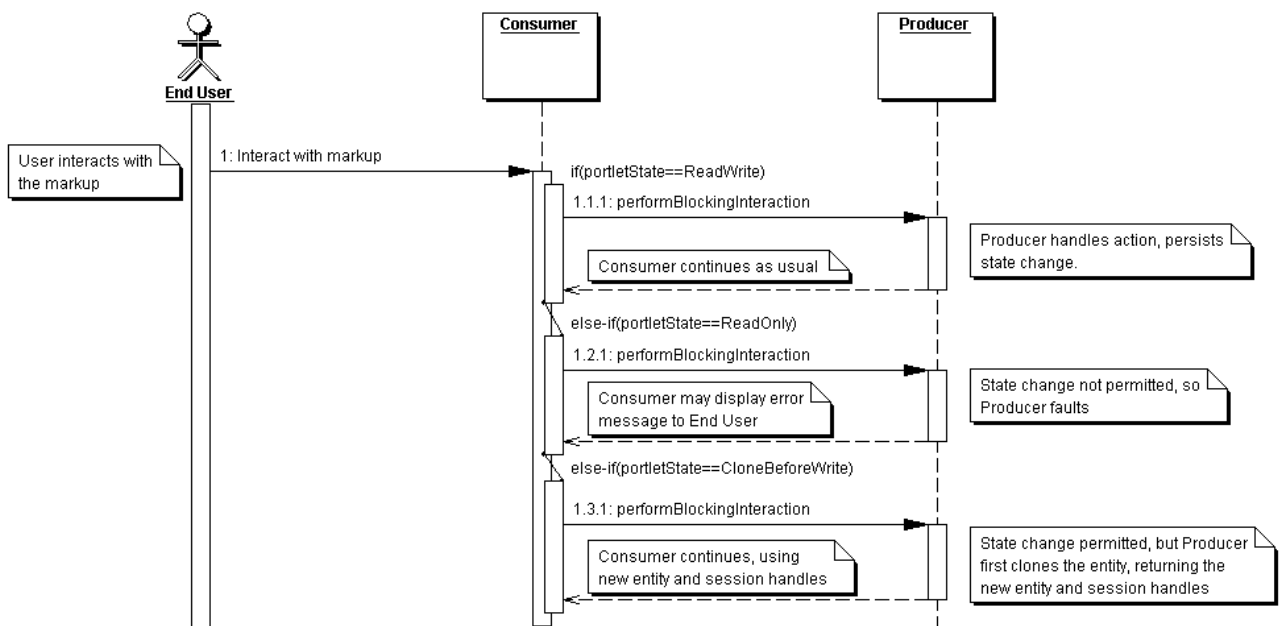 Consumer
Producer
End User
User interacts with
the markup
1: Interact with markup
if(portletState==ReadWrite)
1.1.1: performBlockingInteraction
Producer handles action, persists
state change.
Consumer continues as usual
else-if(portletState==ReadOnly)
1.2.1: performBlockingInteraction
State change not permitted, so
Producer faults
Consumer may display error
message to End User
else-if(portletState==CloneBeforeWrite)
1.3.1: performBlockingInteraction
State change permitted, but Producer
first clones the entity, returning the
new entity and session handles
Consumer continues, using
new entity and session handles